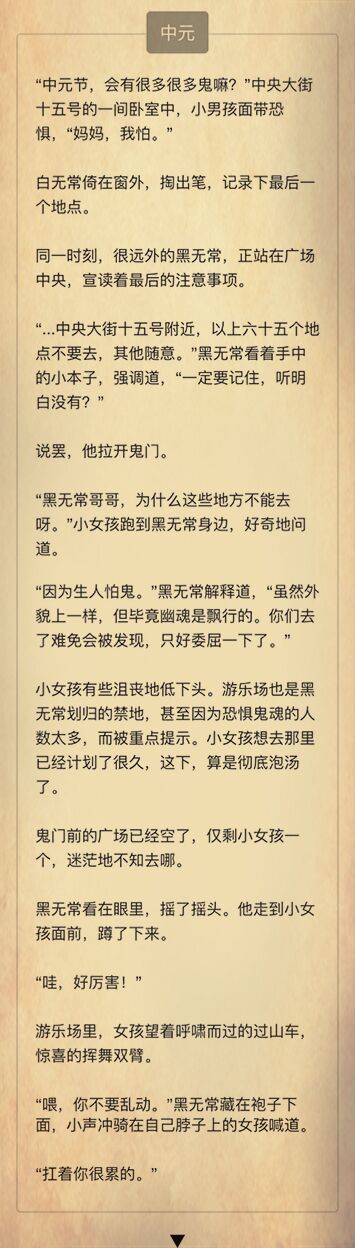 中元
“中元节，会有很多很多鬼嘛？”中央大街
十五号的一间卧室中，小男孩面带恐
惧，“妈妈，我怕。”
白无常倚在窗外，掏出笔，记录下最后一
个地点。
同一时刻，很远外的黑无常，正站在广场
中央，宣读着最后的注意事项。
“...中央大街十五号附近，以上六十五个地
点不要去，其他随意。”黑无常看着手中
的小本子，强调道，“一定要记住，听明
白没有？”
说罢，他拉开鬼门。
“黑无常哥哥，为什么这些地方不能去
呀。”小女孩跑到黑无常身边，好奇地问
道。
“因为生人怕鬼。”黑无常解释道，“虽然外
貌上一样，但毕竟幽魂是飘行的。你们去
了难免会被发现，只好委屈一下了。”
小女孩有些沮丧地低下头。游乐场也是黑
无常划归的禁地，甚至因为恐惧鬼魂的人
数太多，而被重点提示。小女孩想去那里
已经计划了很久，这下，算是彻底泡汤
了。
鬼门前的广场已经空了，仅剩小女孩一
个，迷茫地不知去哪。
黑无常看在眼里，摇了摇头。他走到小女
孩面前，蹲了下来。
“哇，好厉害！”
游乐场里，女孩望着呼啸而过的过山车，
惊喜的挥舞双臂。
“喂，你不要乱动。”黑无常藏在袍子下
面，小声冲骑在自己脖子上的女孩喊道。
“扛着你很累的。”